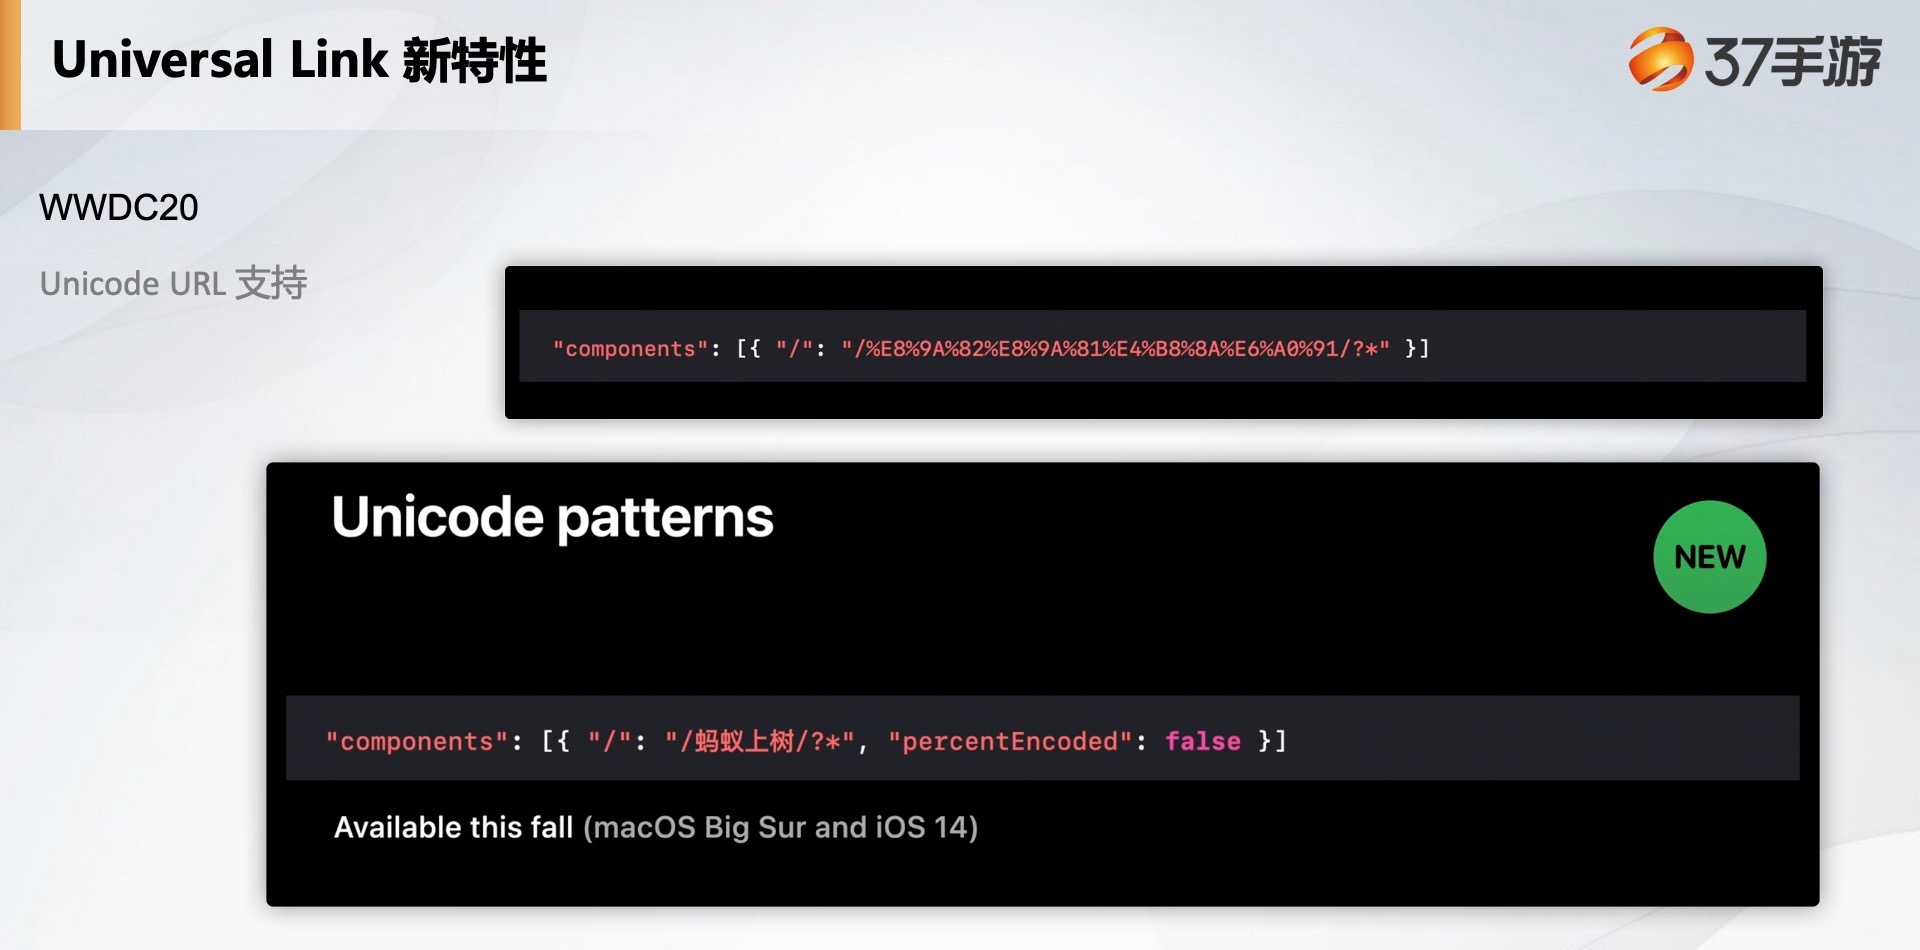 Universal Link 新特性
37手游
WWDC20
Unicode URL 支持
"components": [{ "/": "/%E8%9A%82%E8%9A%81%E4%B8%8A%E6%A0%91/?*" }]
Unicode patterns
NEW
"components": [{ "/": "/蚂蚁上树/?*", "percentEncoded": false }]
Available this fall (macOS Big Sur and iOS 14)